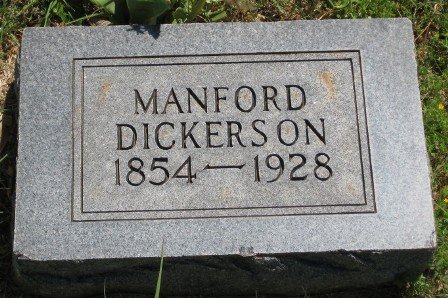 MANFORD
DICKERSON
1854 — 1928